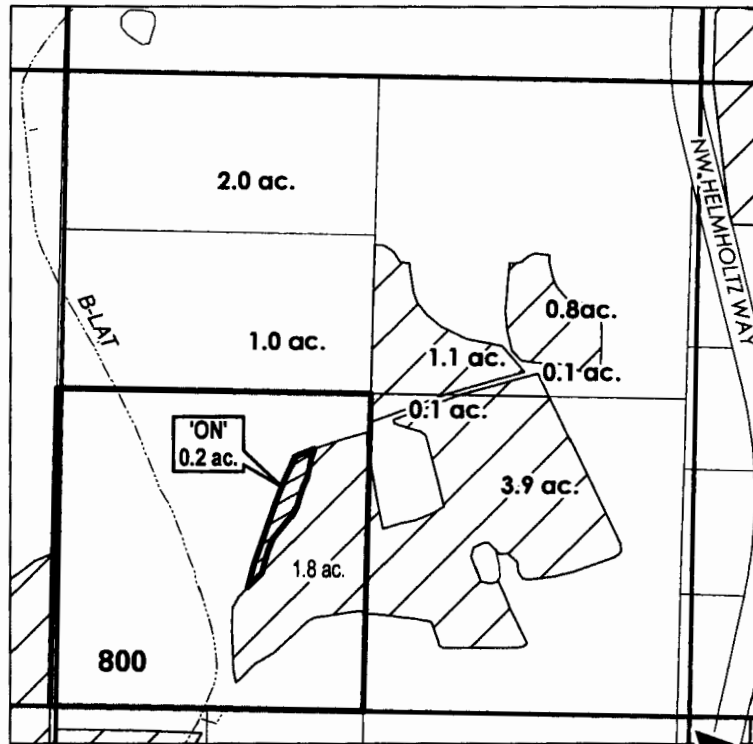 2.0 ac.
NW. HELMHOLTZ WAY
B-LAT
0.8ac.
1.0 ac.
1.1 ac.
0.1 ac.
0.1 ac.
'ON'
0.2 ac.
3.9 ac.
1.8 ac.
800